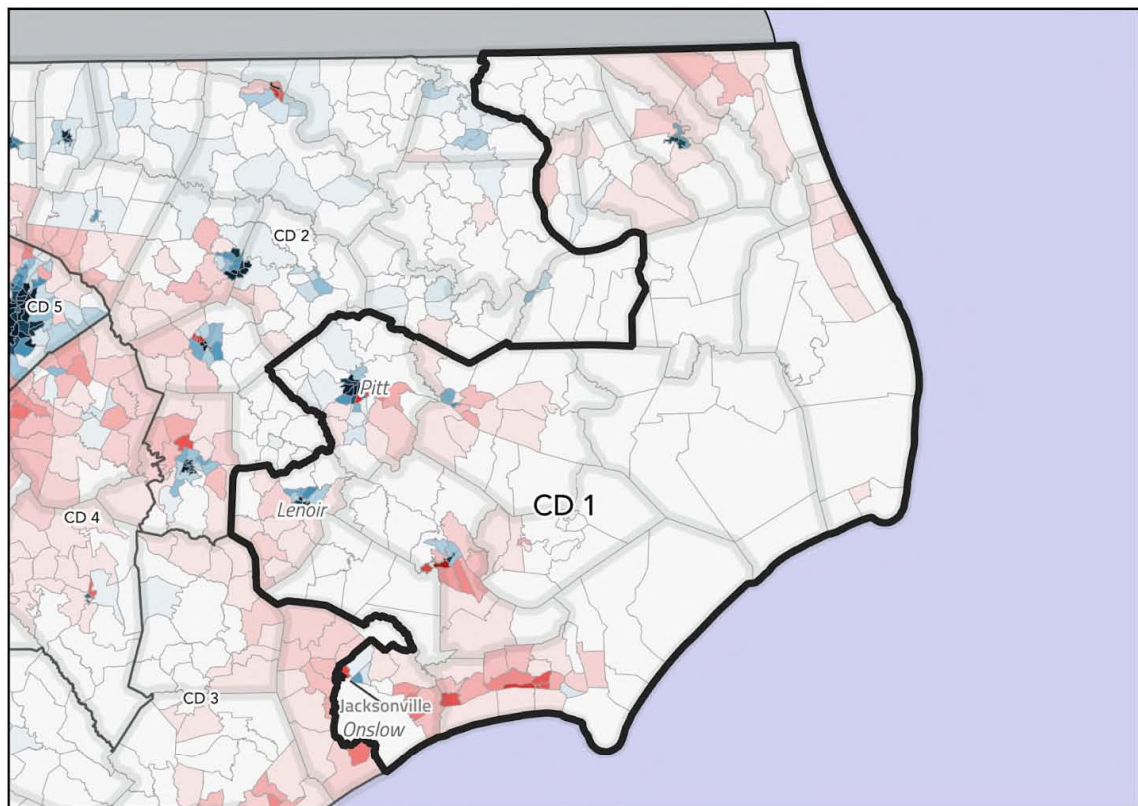 CD 2
CD 5
Pitt
CD 1
Lenoir
CD 4
CD 3
Jacksonville
Onslow